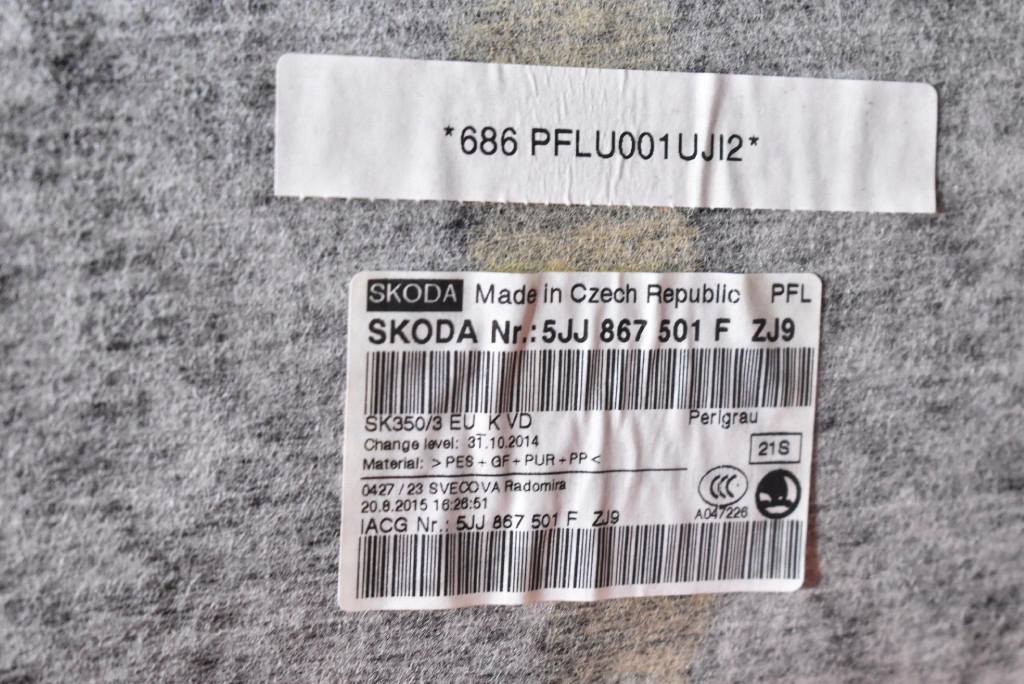 *686 PFLU001UJI2*
SKODA Made in Czech Republic PFL
SKODA Nr.: 5JJ 867 501 F ZJ9
SK350/3 EU K VD Perlgrau
Change level: 31.10.2014
21S
Material: > PES + GF + PUR + PP <
0427 / 23 SVECOVA Radomira
20.8.2015 16:26:51
CCC
A047226
IACG Nr.: 5JJ 867 501 F ZJ9